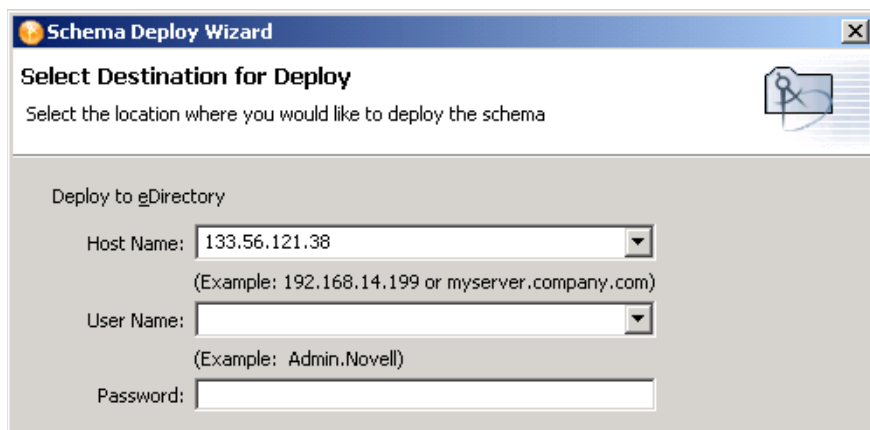 Schema Deploy Wizard
Select Destination for Deploy
Select the location where you would like to deploy the schema
Deploy to eDirectory
Host Name: 133.56.121.38
(Example: 192.168.14.199 or myserver.company.com)
User Name:
(Example: Admin.Novell)
Password: